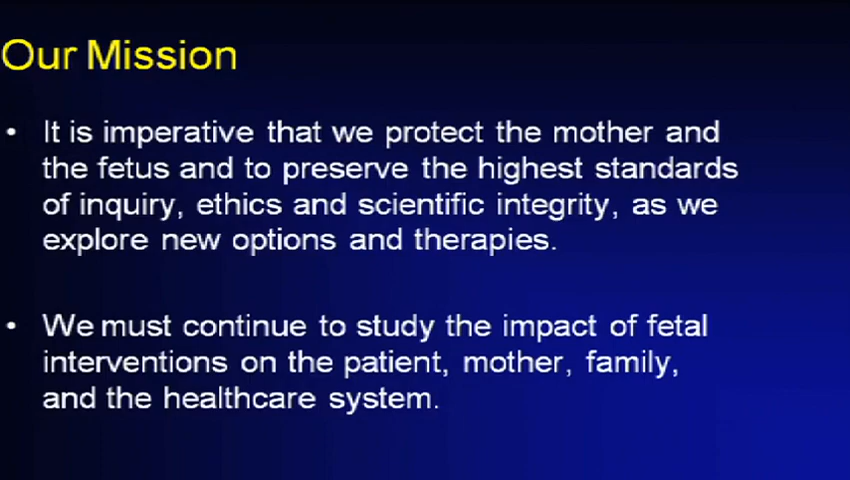 Our Mission
• It is imperative that we protect the mother and
the fetus and to preserve the highest standards
of inquiry, ethics and scientific integrity, as we
explore new options and therapies.
• We must continue to study the impact of fetal
interventions on the patient, mother, family,
and the healthcare system.